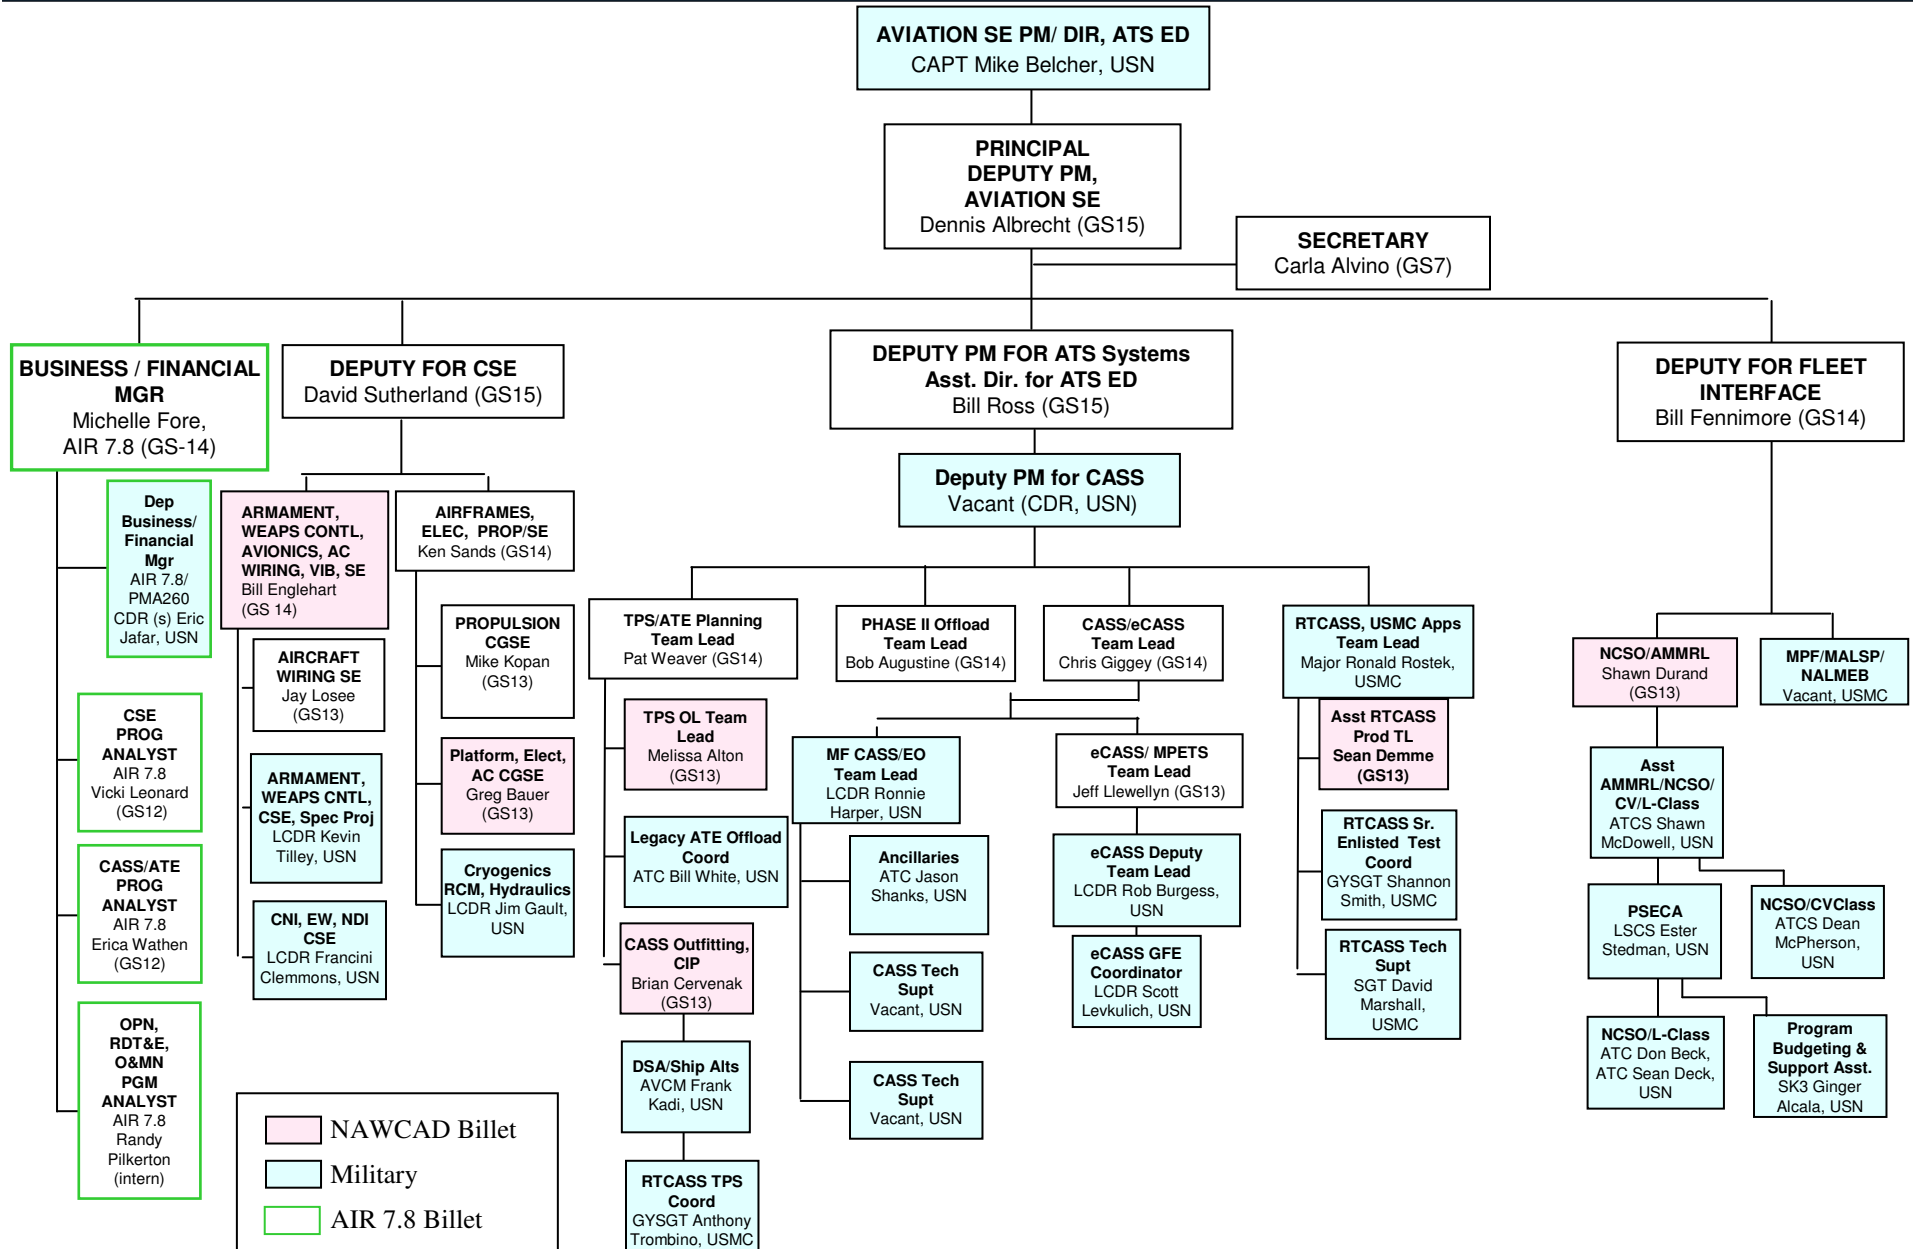 AVIATION SE PM/ DIR, ATS ED
CAPT Mike Belcher, USN
PRINCIPAL
DEPUTY PM,
AVIATION SE
Dennis Albrecht (GS15)
SECRETARY
Carla Alvino (GS7)
BUSINESS / FINANCIAL
MGR
Michelle Fore,
AIR 7.8 (GS-14)
DEPUTY FOR CSE
David Sutherland (GS15)
DEPUTY PM FOR ATS Systems
Asst. Dir. for ATS ED
Bill Ross (GS15)
DEPUTY FOR FLEET
INTERFACE
Bill Fennimore (GS14)
Deputy PM for CASS
Vacant (CDR, USN)
Dep
Business/
Financial
Mgr
AIR 7.8/
PMA260
CDR (s) Eric
Jafar, USN
CSE
PROG
ANALYST
AIR 7.8
Vicki Leonard
(GS12)
CASS/ATE
PROG
ANALYST
AIR 7.8
Erica Wathen
(GS12)
OPN,
RDT&E,
O&MN
PGM
ANALYST
AIR 7.8
Randy
Pilkerton
(intern)
ARMAMENT,
WEAPS CONTL,
AVIONICS, AC
WIRING, VIB, SE
Bill Englehart
(GS 14)
AIRCRAFT
WIRING SE
Jay Losee
(GS13)
ARMAMENT,
WEAPS CNTL,
CSE, Spec Proj
LCDR Kevin
Tilley, USN
CNI, EW, NDI
CSE
LCDR Francini
Clemmons, USN
AIRFRAMES,
ELEC, PROP/SE
Ken Sands (GS14)
PROPULSION
CGSE
Mike Kopan
(GS13)
Platform, Elect,
AC CGSE
Greg Bauer
(GS13)
Cryogenics
RCM, Hydraulics
LCDR Jim Gault,
USN
TPS/ATE Planning
Team Lead
Pat Weaver (GS14)
TPS OL Team
Lead
Melissa Alton
(GS13)
Legacy ATE Offload
Coord
ATC Bill White, USN
CASS Outfitting,
CIP
Brian Cervenak
(GS13)
DSA/Ship Alts
AVCM Frank
Kadi, USN
RTCASS TPS
Coord
GYSGT Anthony
Trombino, USMC
PHASE II Offload
Team Lead
Bob Augustine (GS14)
CASS/eCASS
Team Lead
Chris Giggey (GS14)
MF CASS/EO
Team Lead
LCDR Ronnie
Harper, USN
Ancillaries
ATC Jason
Shanks, USN
CASS Tech
Supt
Vacant, USN
CASS Tech
Supt
Vacant, USN
eCASS/ MPETS
Team Lead
Jeff Llewellyn (GS13)
eCASS Deputy
Team Lead
LCDR Rob Burgess,
USN
eCASS GFE
Coordinator
LCDR Scott
Levkulich, USN
RTCASS, USMC Apps
Team Lead
Major Ronald Rostek,
USMC
Asst RTCASS
Prod TL
Sean Demme
(GS13)
RTCASS Sr.
Enlisted Test
Coord
GYSGT Shannon
Smith, USMC
RTCASS Tech
Supt
SGT David
Marshall,
USMC
NCSO/AMMRL
Shawn Durand
(GS13)
MPF/MALSP/
NALMEB
Vacant, USMC
Asst
AMMRL/NCSO/
CV/L-Class
ATCS Shawn
McDowell, USN
PSECA
LSCS Ester
Stedman, USN
NCSO/CVClass
ATCS Dean
McPherson,
USN
NCSO/L-Class
ATC Don Beck,
ATC Sean Deck,
USN
Program
Budgeting &
Support Asst.
SK3 Ginger
Alcala, USN
NAWCAD Billet
Military
AIR 7.8 Billet